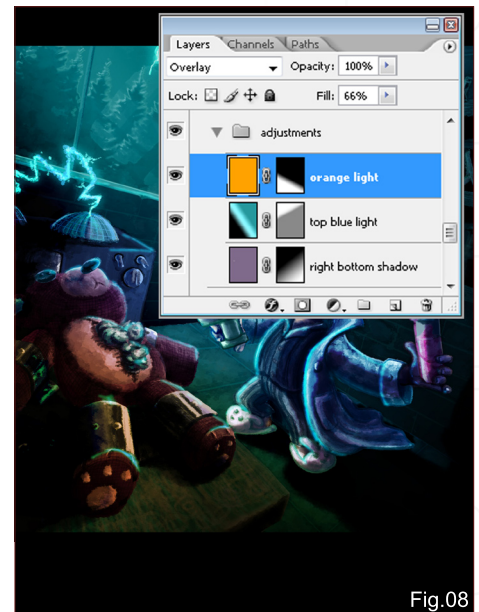 Layers Channels Paths
Overlay Opacity: 100%
Lock: Fill: 66%
adjustments
orange light
top blue light
right bottom shadow
Fig.08